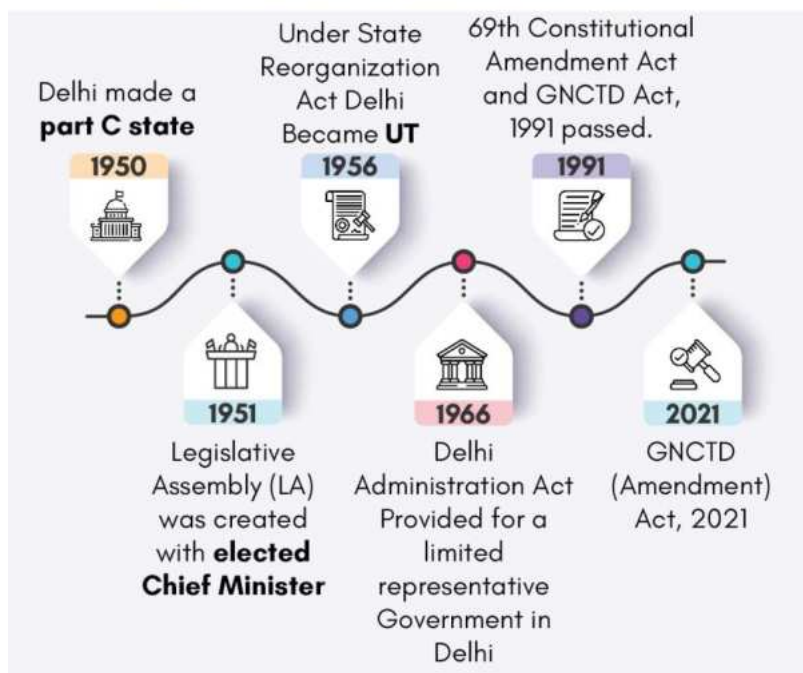 Delhi made a
part C state
1950
Legislative
Assembly (LA)
was created
with elected
Chief Minister
1951
Under State
Reorganization
Act Delhi
Became UT
1956
Delhi
Administration Act
Provided for a
limited
representative
Government in
Delhi
1966
69th Constitutional
Amendment Act
and GNCTD Act,
1991 passed.
1991
GNCTD
(Amendment)
Act, 2021
2021